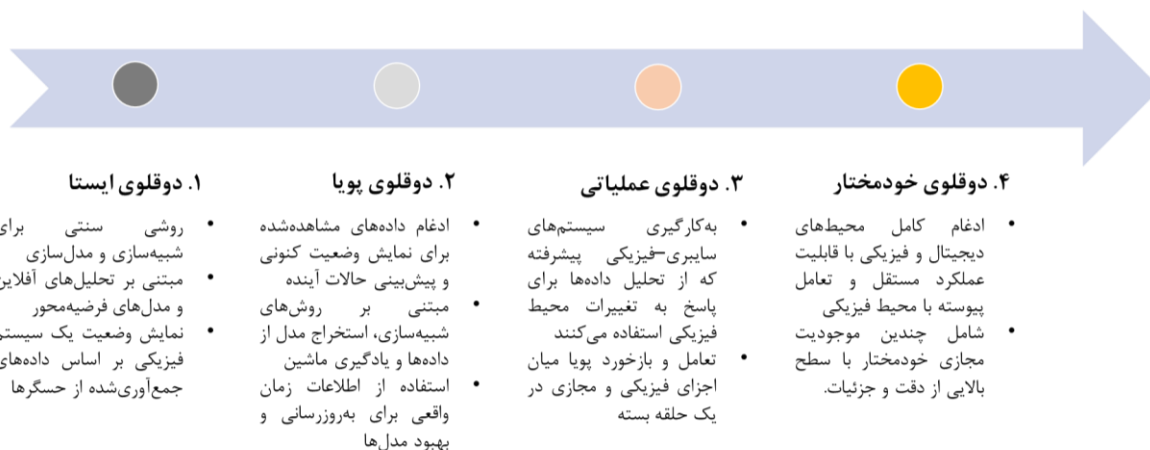 ۱. دوقلوی ایستا
• روشی سنتی برای
شبیه‌سازی و مدل‌سازی
• مبتنی بر تحلیل‌های آفلاین
و مدل‌های فرضیه‌محور
• نمایش وضعیت یک سیستم
فیزیکی بر اساس داده‌های
جمع‌آوری‌شده از حسگرها
۲. دوقلوی پویا
• ادغام داده‌های مشاهده‌شده
برای نمایش وضعیت کنونی
و پیش‌بینی حالات آینده
• مبتنی بر روش‌های
شبیه‌سازی، استخراج مدل از
داده‌ها و یادگیری ماشین
• استفاده از اطلاعات زمان
واقعی برای به‌روزرسانی و
بهبود مدل‌ها
۳. دوقلوی عملیاتی
• به‌کارگیری سیستم‌های
سایبری–فیزیکی پیشرفته
که از تحلیل داده‌ها برای
پاسخ به تغییرات محیط
فیزیکی استفاده می‌کنند
• تعامل و بازخورد پویا میان
اجزای فیزیکی و مجازی در
یک حلقه بسته
۴. دوقلوی خودمختار
• ادغام کامل محیط‌های
دیجیتال و فیزیکی با قابلیت
عملکرد مستقل و تعامل
پیوسته با محیط فیزیکی
• شامل چندین موجودیت
مجازی خودمختار با سطح
بالایی از دقت و جزئیات.